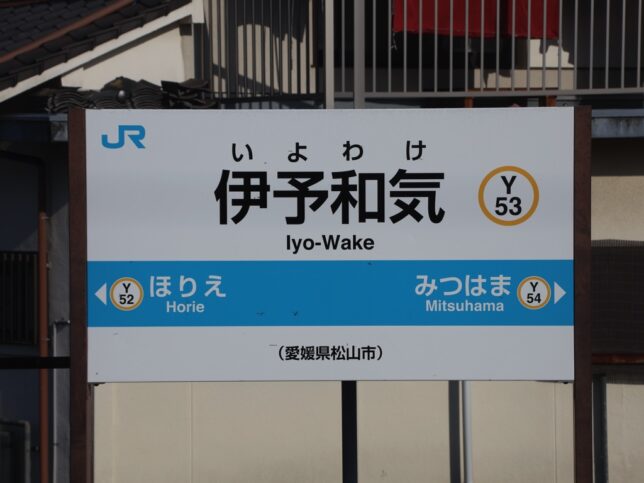 JR
いよわけ
伊予和気
Iyo-Wake
Y
53
Y
52
ほりえ
Horie
みつはま
Mitsuhama
Y
54
（愛媛県松山市）